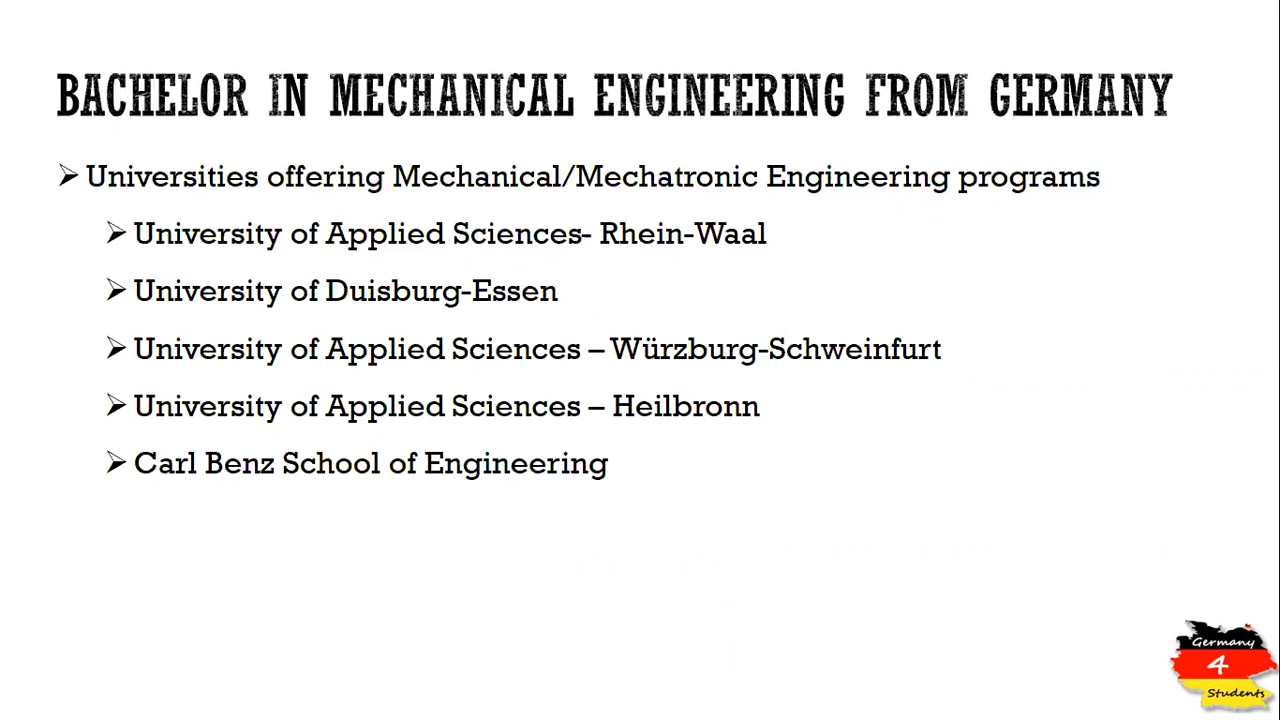 BACHELOR IN MECHANICAL ENGINEERING FROM GERMANY
➢ Universities offering Mechanical/Mechatronic Engineering programs
➢ University of Applied Sciences- Rhein-Waal
➢ University of Duisburg-Essen
➢ University of Applied Sciences – Würzburg-Schweinfurt
➢ University of Applied Sciences – Heilbronn
➢ Carl Benz School of Engineering
Germany
4
Students